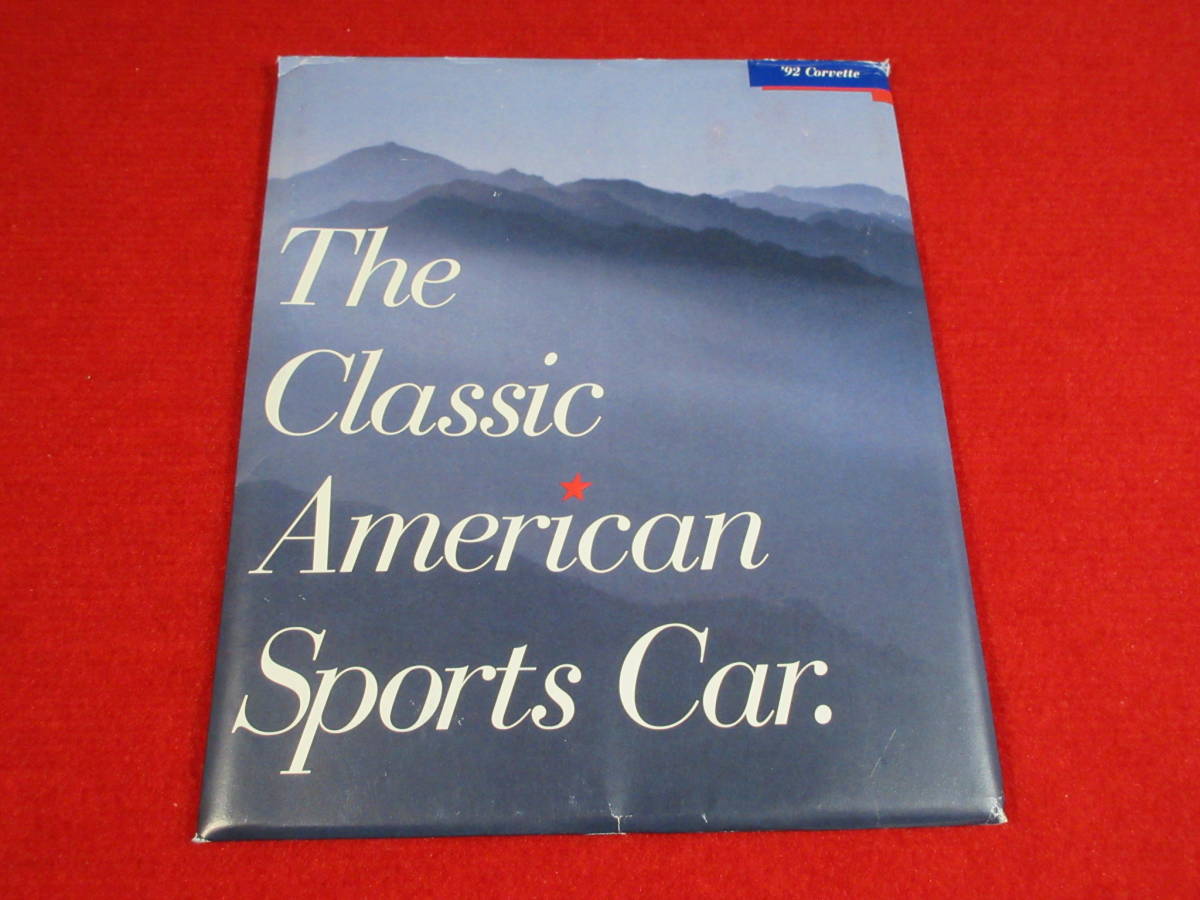 '92 Corvette
The
Classic
American
Sports Car.